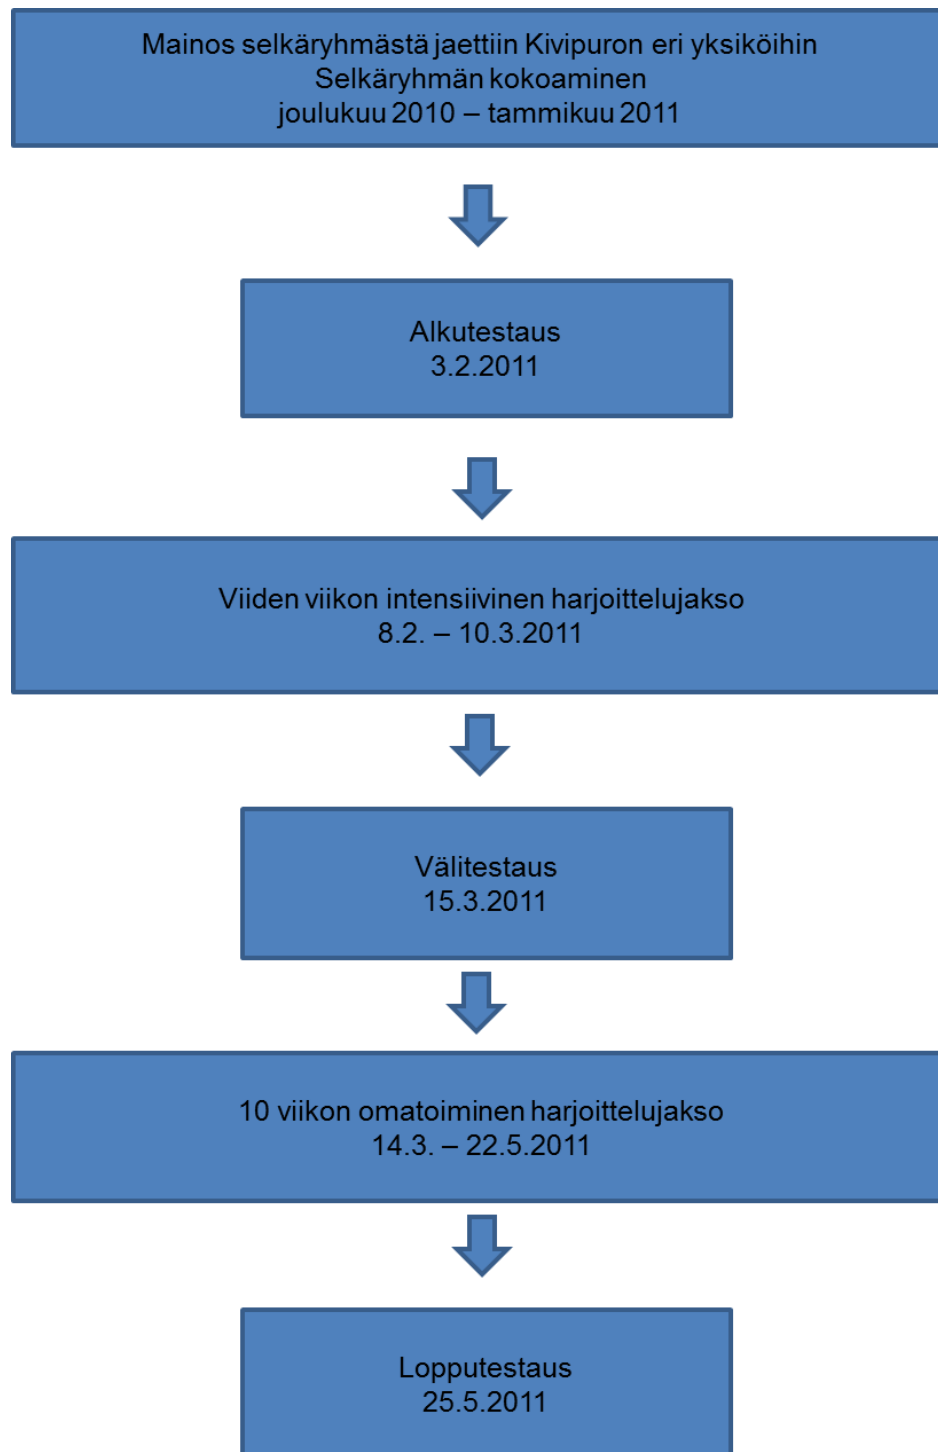 Mainos selkäryhmästä jaettiin Kivipuron eri yksiköihin
Selkäryhmän kokoaminen
joulukuu 2010 – tammikuu 2011
Alkutestaus
3.2.2011
Viiden viikon intensiivinen harjoittelujakso
8.2. – 10.3.2011
Välitestaus
15.3.2011
10 viikon omatoiminen harjoittelujakso
14.3. – 22.5.2011
Lopputestaus
25.5.2011